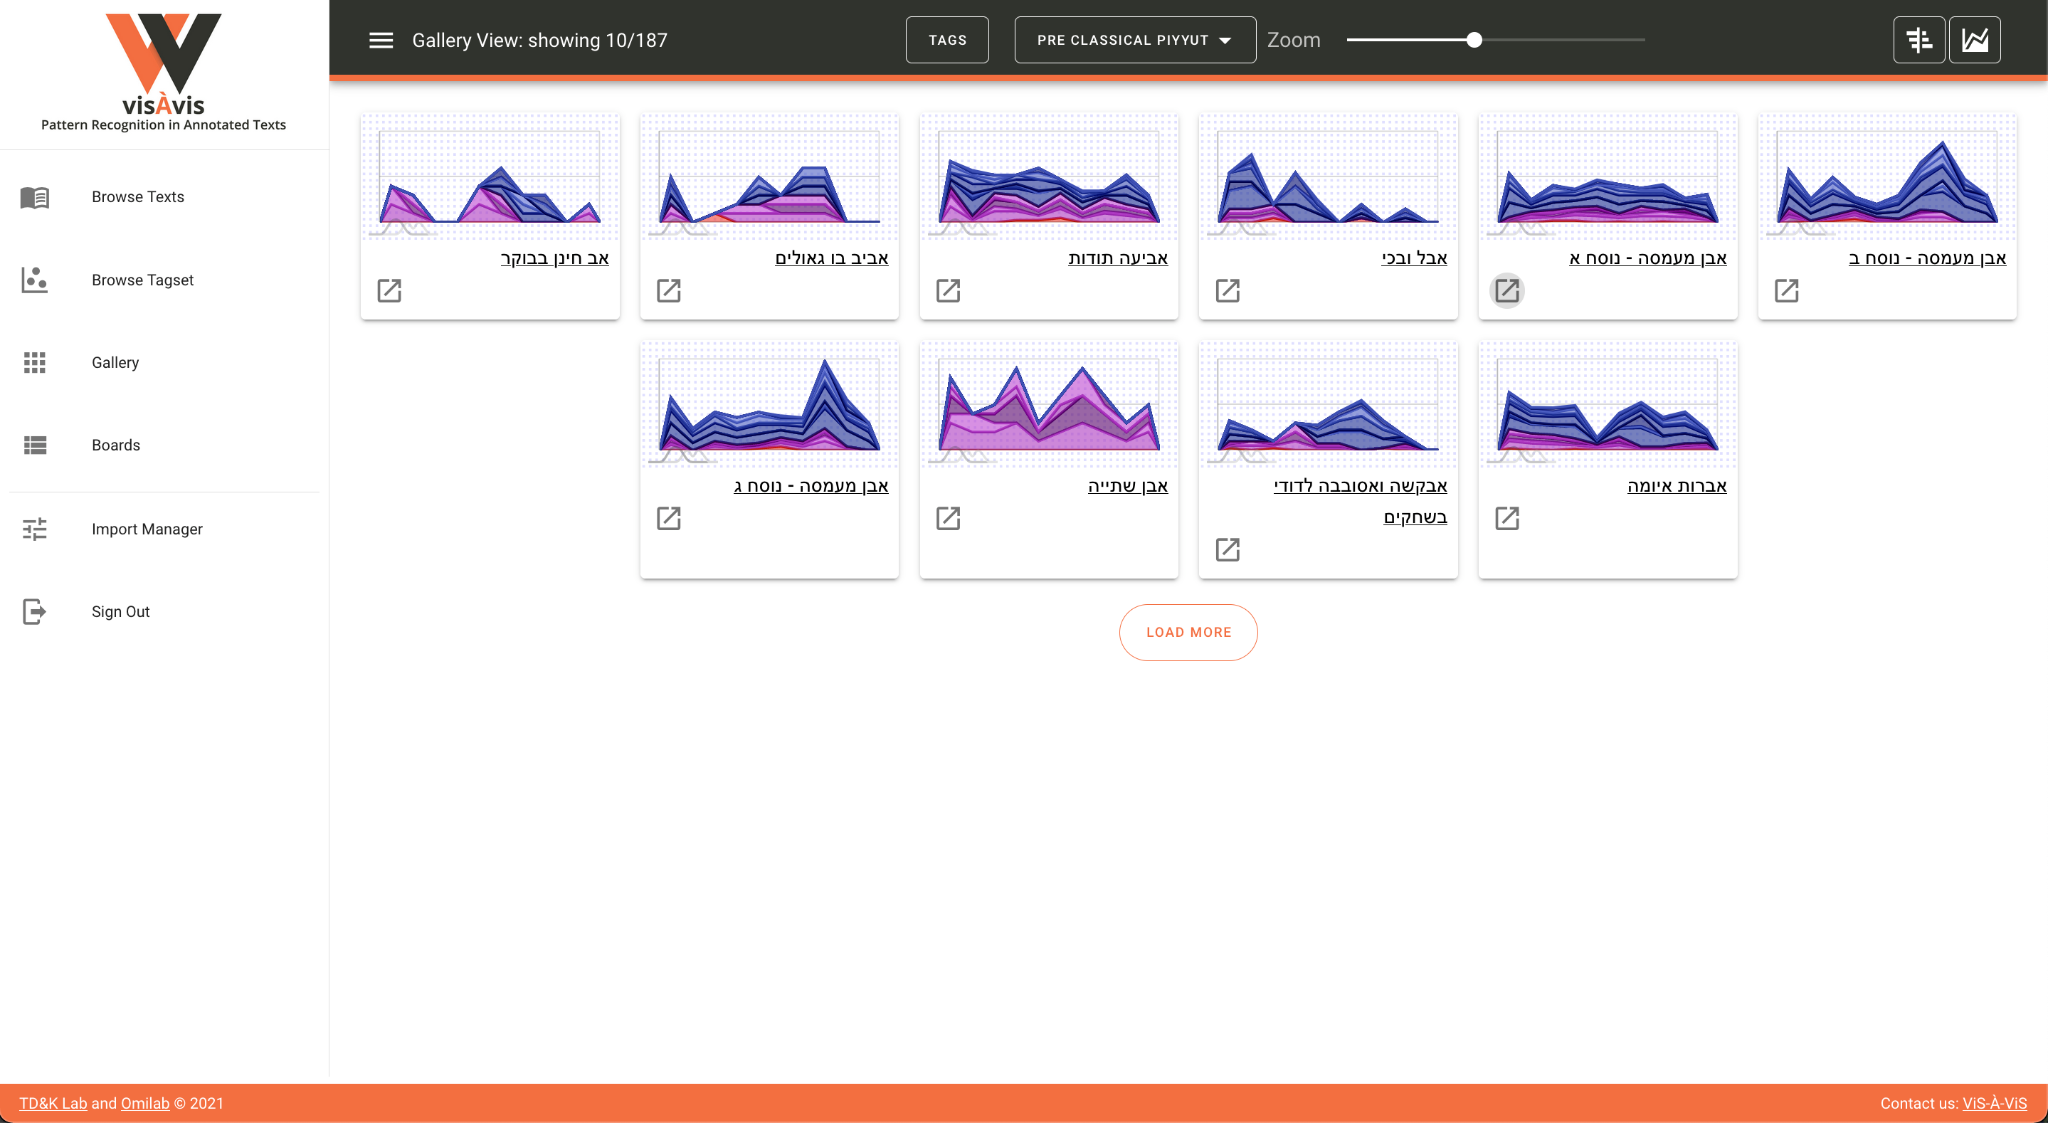 visÀvis
Pattern Recognition in Annotated Texts
Browse Texts
Browse Tagset
Gallery
Boards
Import Manager
Sign Out
Gallery View: showing 10/187
TAGS
PRE CLASSICAL PIYYUT
Zoom
אב חינן בבוקר
אביב בו גאולים
אביעה תודות
אבל ובכי
אבן מעמסה - נוסח א
אבן מעמסה - נוסח ב
אבן מעמסה - נוסח ג
אבן שתייה
אבקשה ואסובבה לדודי
בשחקים
אברות איומה
LOAD MORE
TD&K Lab and Omilab © 2021
Contact us: ViS-À-ViS